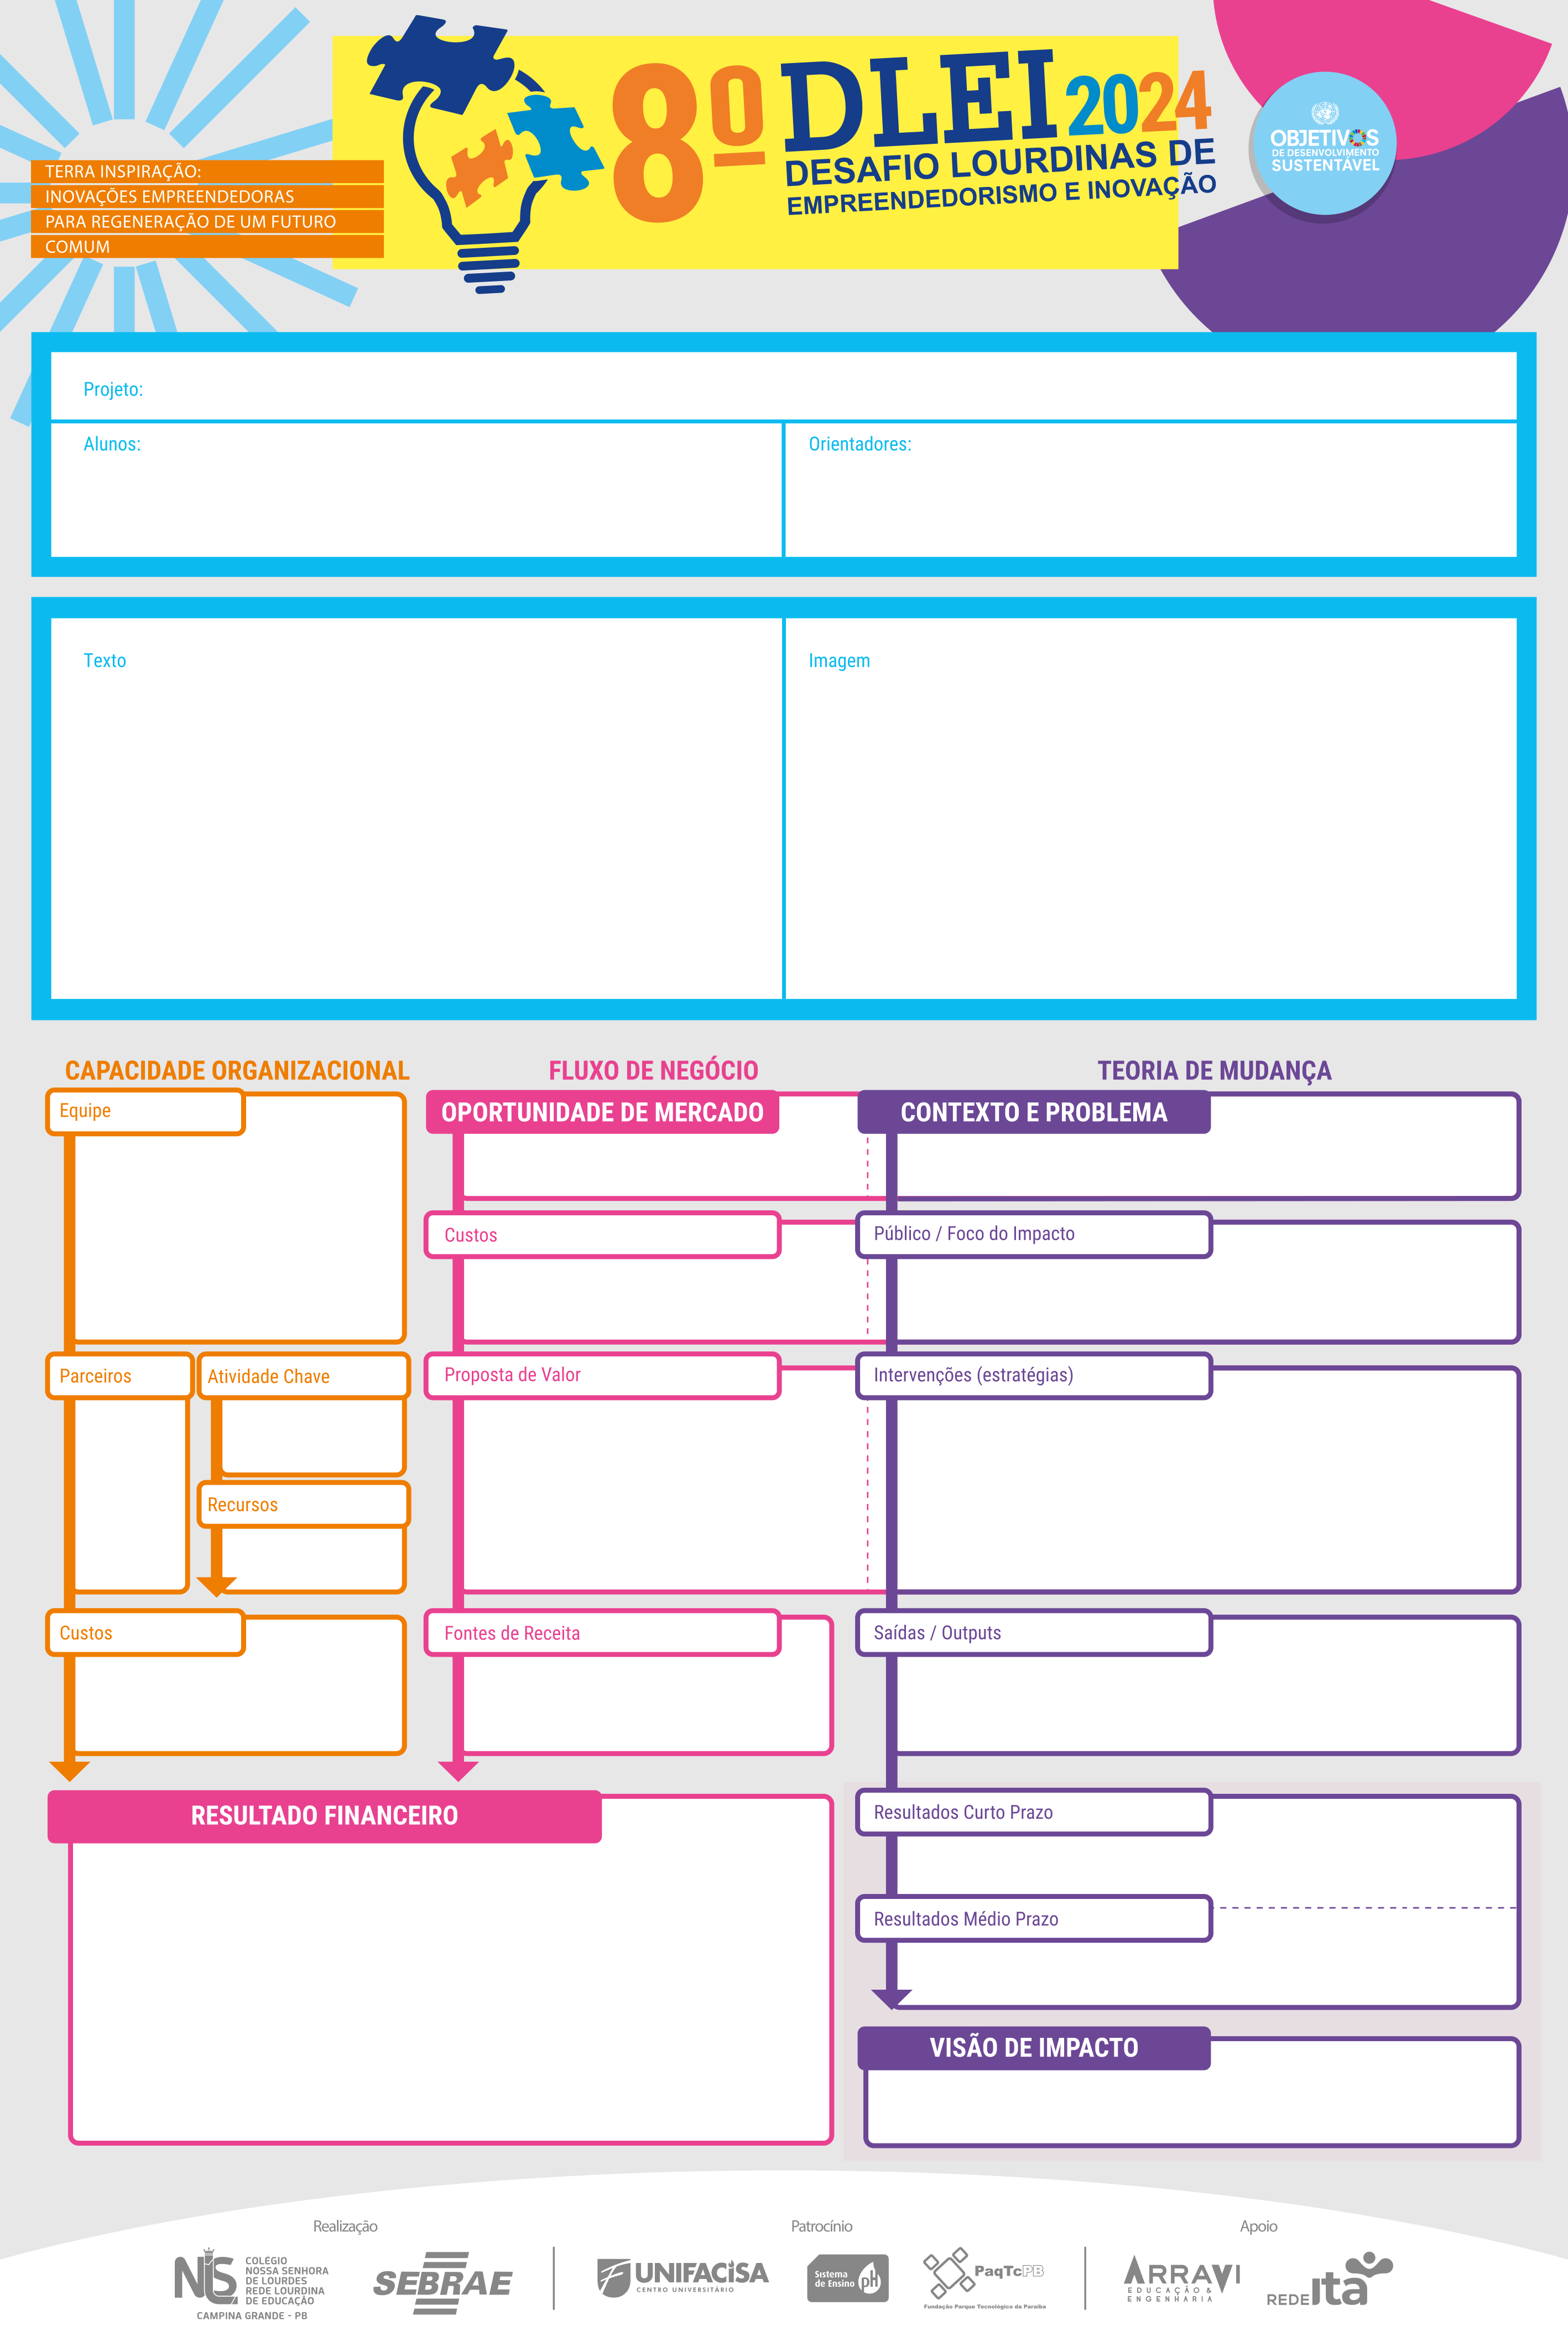 8º DLEI 2024
DESAFIO LOURDINAS DE
EMPREENDEDORISMO E INOVAÇÃO
OBJETIVOS
DE DESENVOLVIMENTO
SUSTENTÁVEL
TERRA INSPIRAÇÃO:
INOVAÇÕES EMPREENDEDORAS
PARA REGENERAÇÃO DE UM FUTURO
COMUM
Projeto:
Alunos:
Orientadores:
Texto
Imagem
CAPACIDADE ORGANIZACIONAL
Equipe
Parceiros
Atividade Chave
Recursos
Custos
FLUXO DE NEGÓCIO
OPORTUNIDADE DE MERCADO
Custos
Proposta de Valor
Fontes de Receita
RESULTADO FINANCEIRO
TEORIA DE MUDANÇA
CONTEXTO E PROBLEMA
Público / Foco do Impacto
Intervenções (estratégias)
Saídas / Outputs
Resultados Curto Prazo
Resultados Médio Prazo
VISÃO DE IMPACTO
Realização
NLS
COLÉGIO
NOSSA SENHORA
DE LOURDES
REDE LOURDINA
DE EDUCAÇÃO
CAMPINA GRANDE - PB
SEBRAE
Patrocínio
UNIFACISA
CENTRO UNIVERSITÁRIO
Sistema
de Ensino
ph
PaqTcPB
Fundação Parque Tecnológico da Paraíba
Apoio
ARRAVI
EDUCAÇÃO &
ENGENHARIA
REDE ita